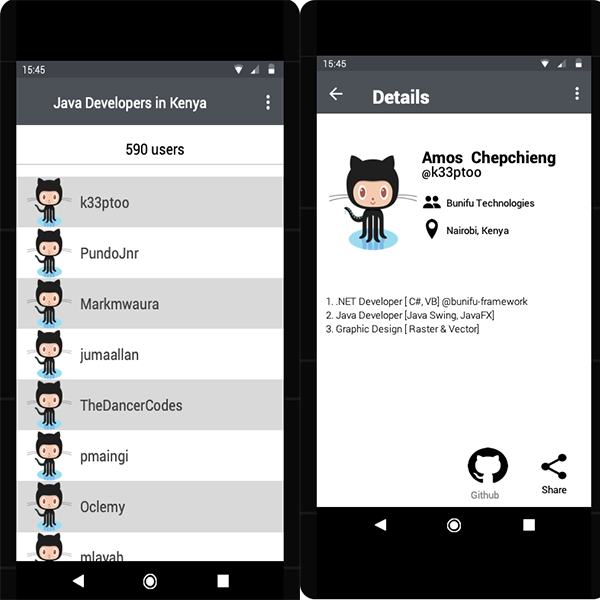 15:45
Java Developers in Kenya
590 users
k33ptoo
PundoJnr
Markmwaura
jumaallan
TheDancerCodes
pmaingi
Oclemy
mlayah
15:45
Details
Amos Chepchieng
@k33ptoo
Bunifu Technologies
Nairobi, Kenya
1. .NET Developer [ C#, VB] @bunifu-framework
2. Java Developer [Java Swing, JavaFX]
3. Graphic Design [ Raster & Vector]
Github
Share